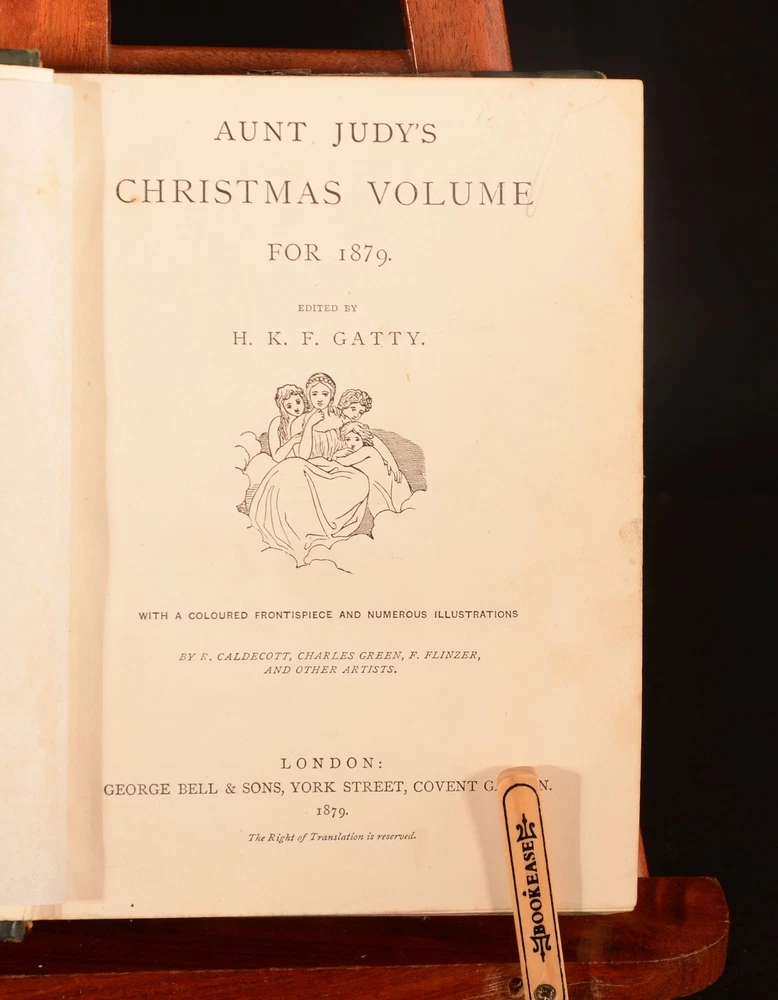 AUNT JUDY'S
CHRISTMAS VOLUME
FOR 1879.
EDITED BY
H. K. F. GATTY.
WITH A COLOURED FRONTISPIECE AND NUMEROUS ILLUSTRATIONS
BY R. CALDECOTT, CHARLES GREEN, F. FLINZER,
AND OTHER ARTISTS.
LONDON:
GEORGE BELL & SONS, YORK STREET, COVENT
1879.
The Right of Translation is reserved.
BOOKEASEL